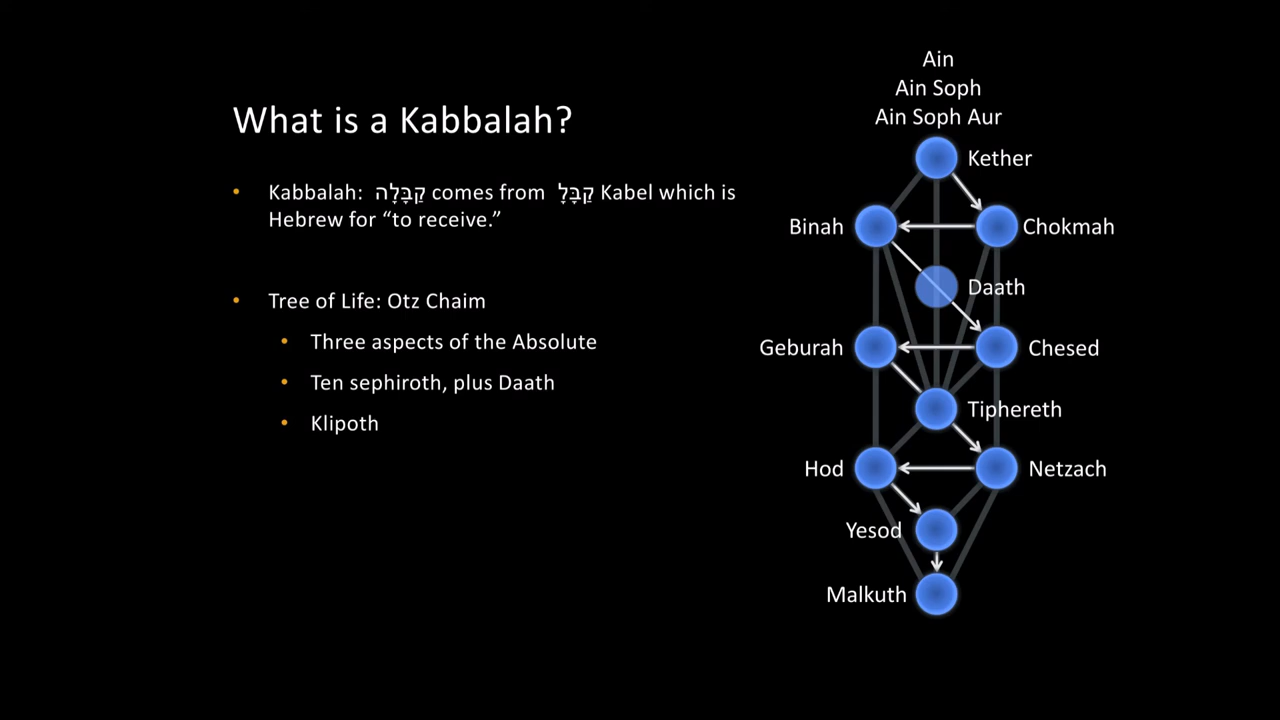 What is a Kabbalah?
• Kabbalah: קַבָּלָה comes from קַבָּלָ Kabel which is
Hebrew for “to receive.”
• Tree of Life: Otz Chaim
• Three aspects of the Absolute
• Ten sephiroth, plus Daath
• Klipoth
Ain
Ain Soph
Ain Soph Aur
Kether
Binah
Chokmah
Daath
Geburah
Chesed
Tiphereth
Hod
Netzach
Yesod
Malkuth